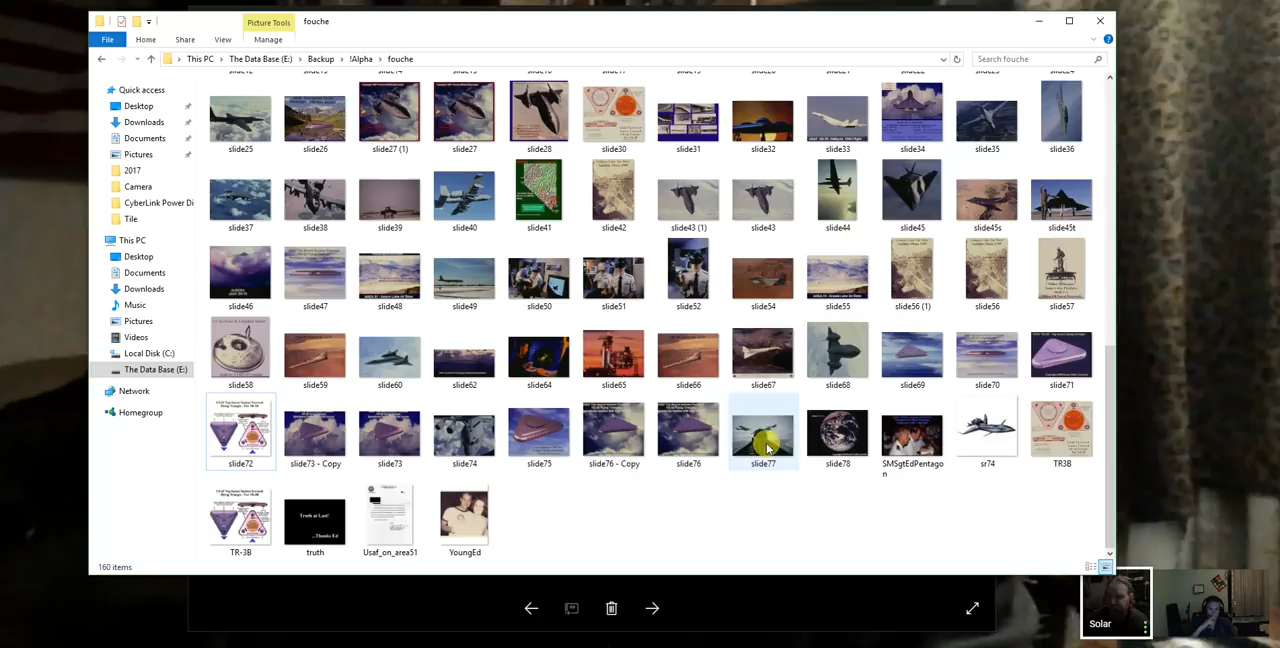 Picture Tools fouche
File Home Share View Manage
This PC The Data Base (E:) Backup !Alpha fouche
Search fouche
Quick access
Desktop
Downloads
Documents
Pictures
2017
Camera
CyberLink Power Di
Tile
This PC
Desktop
Documents
Downloads
Music
Pictures
Videos
Local Disk (C:)
The Data Base (E:)
Network
Homegroup
slide25 slide26 slide27 (1) slide27 slide28 slide30 slide31 slide32 slide33 slide34 slide35 slide36
slide37 slide38 slide39 slide40 slide41 slide42 slide43 (1) slide43 slide44 slide45 slide45s slide45t
slide46 slide47 slide48 slide49 slide50 slide51 slide52 slide54 slide55 slide56 (1) slide56 slide57
slide58 slide59 slide60 slide62 slide64 slide65 slide66 slide67 slide68 slide69 slide70 slide71
slide72 slide73 - Copy slide73 slide74 slide75 slide76 - Copy slide76 slide77 slide78 SMSgtEdPentago
n sr74 TR3B
Truth at Last!
...Thanks Ed
TR-3B truth Usaf_on_area51 YoungEd
160 items
Solar